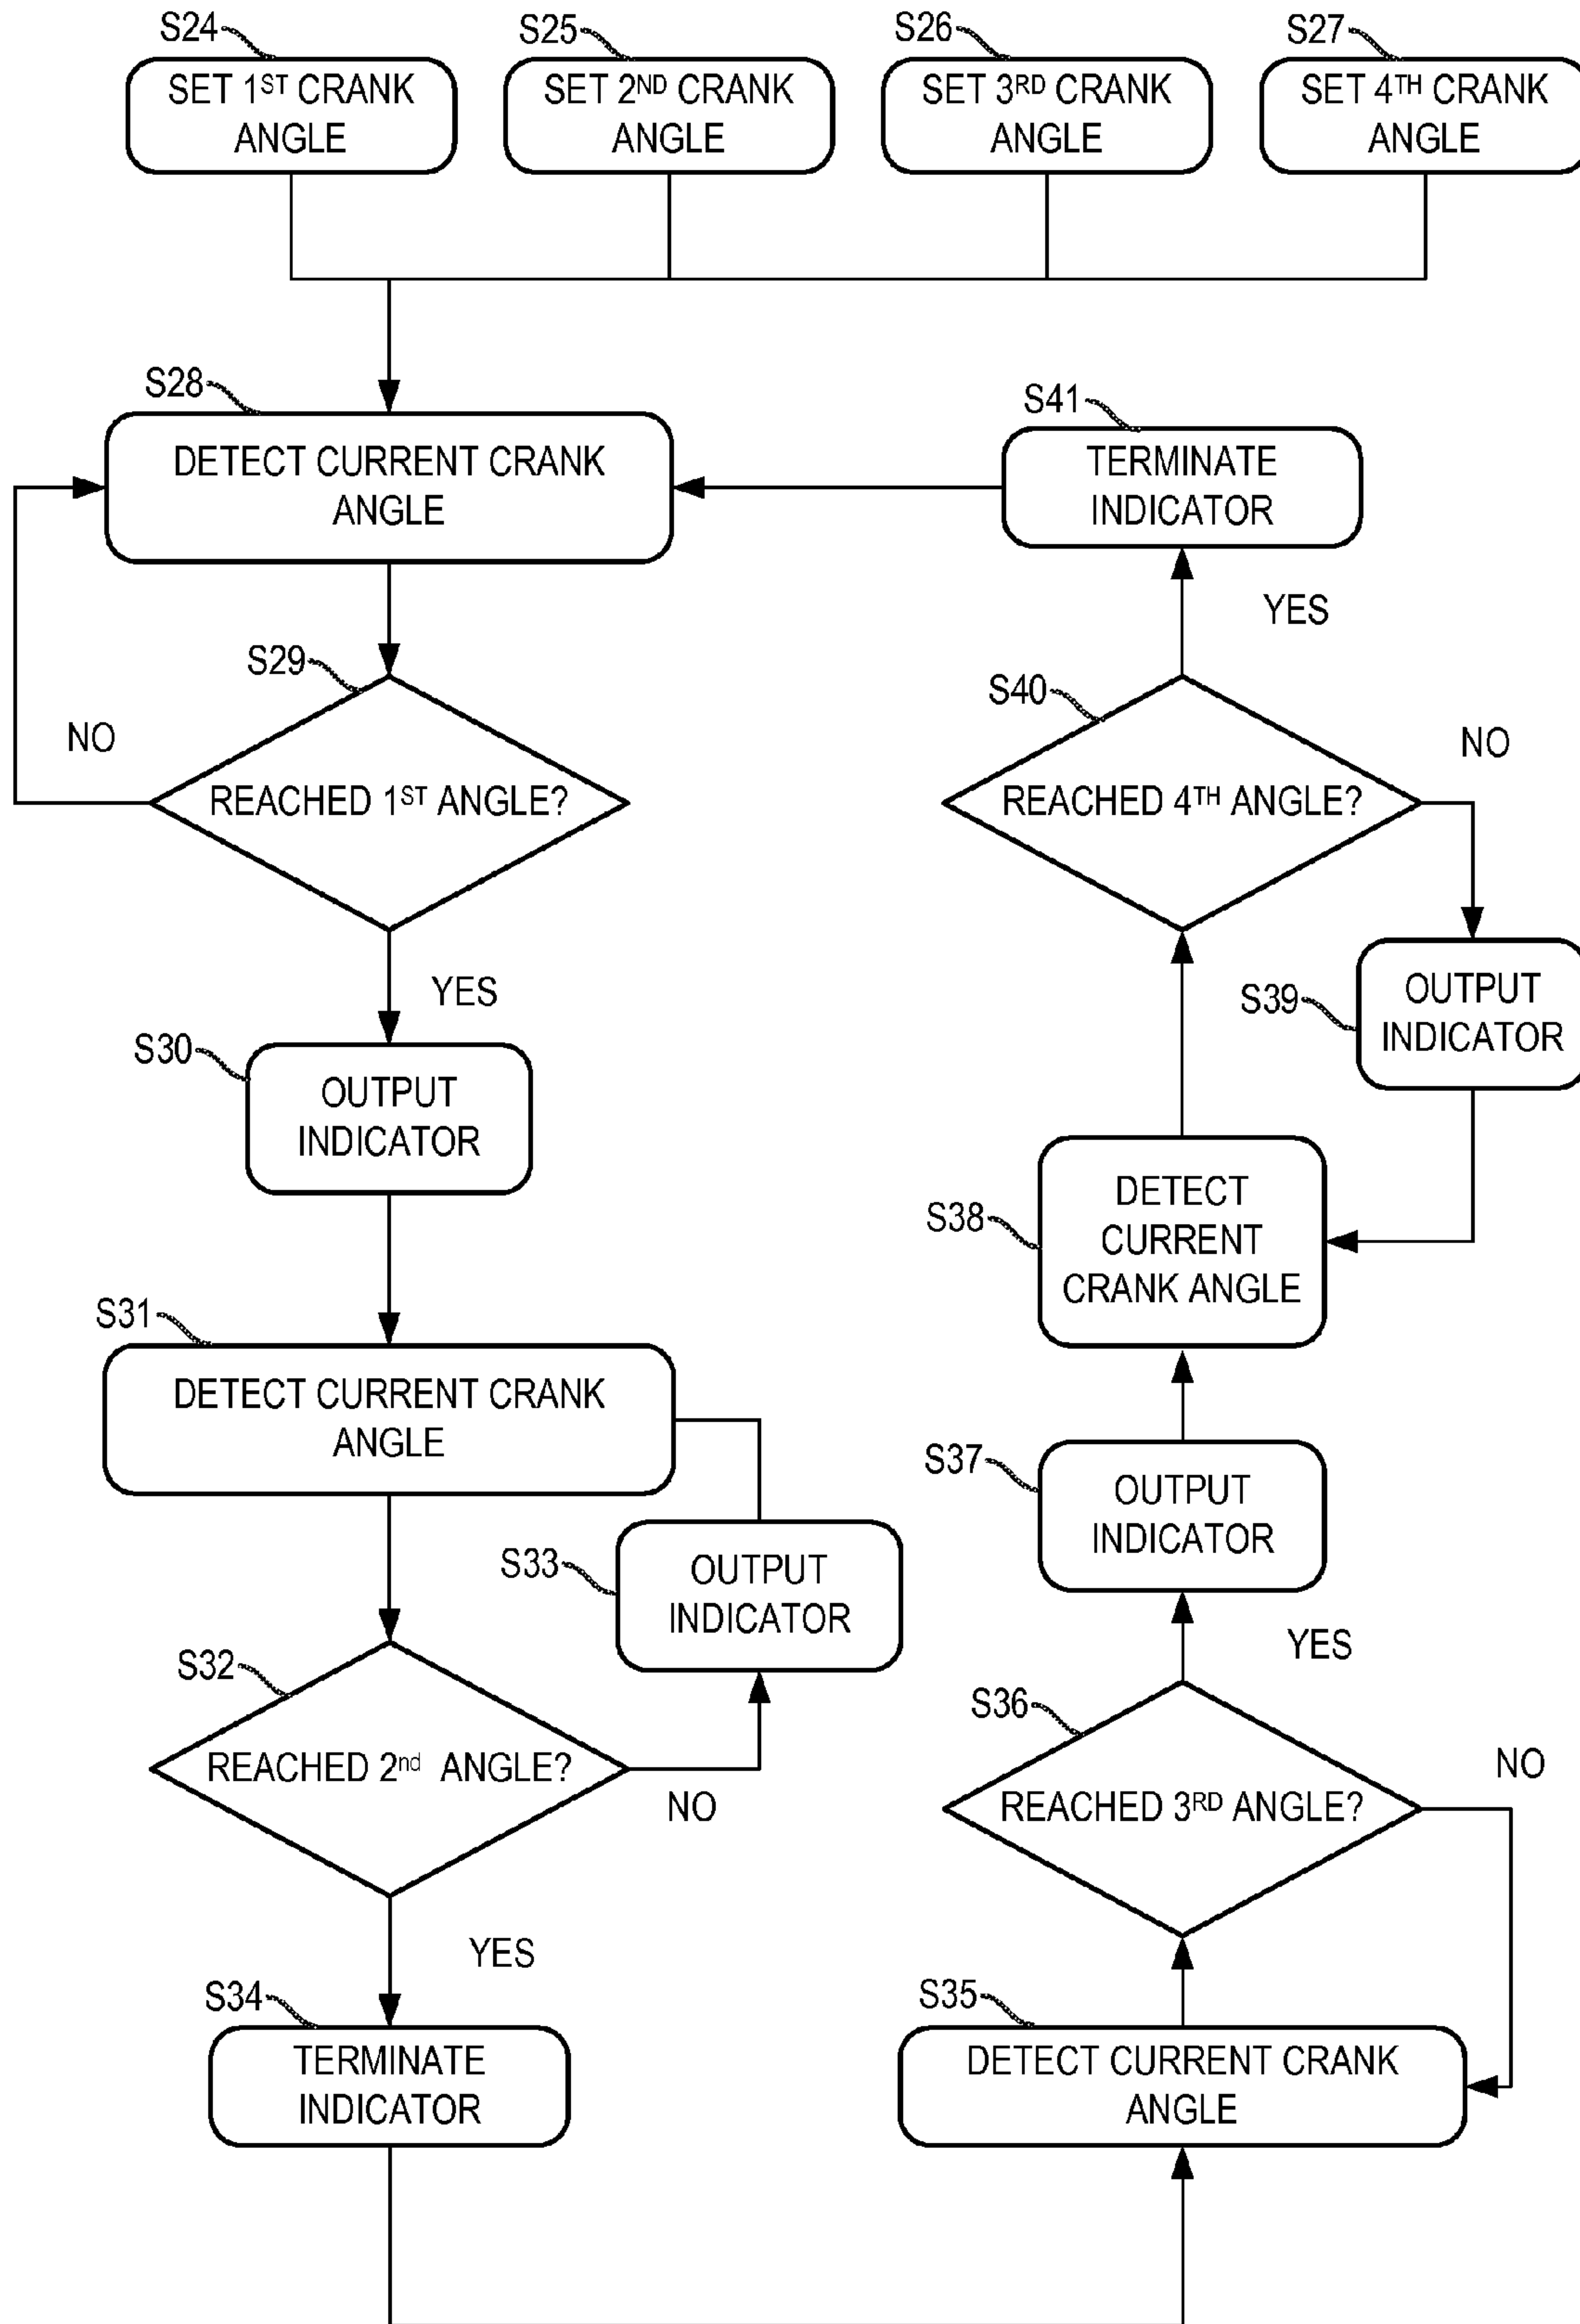 S24
SET 1ST CRANK
ANGLE
S25
SET 2ND CRANK
ANGLE
S26
SET 3RD CRANK
ANGLE
S27
SET 4TH CRANK
ANGLE
S28
DETECT CURRENT CRANK
ANGLE
S29
REACHED 1ST ANGLE?
NO
YES
S30
OUTPUT
INDICATOR
S31
DETECT CURRENT CRANK
ANGLE
S32
REACHED 2nd ANGLE?
NO
S33
OUTPUT
INDICATOR
YES
S34
TERMINATE
INDICATOR
S35
DETECT CURRENT CRANK
ANGLE
S36
REACHED 3RD ANGLE?
NO
YES
S37
OUTPUT
INDICATOR
S38
DETECT
CURRENT
CRANK ANGLE
S39
OUTPUT
INDICATOR
S40
REACHED 4TH ANGLE?
NO
YES
S41
TERMINATE
INDICATOR